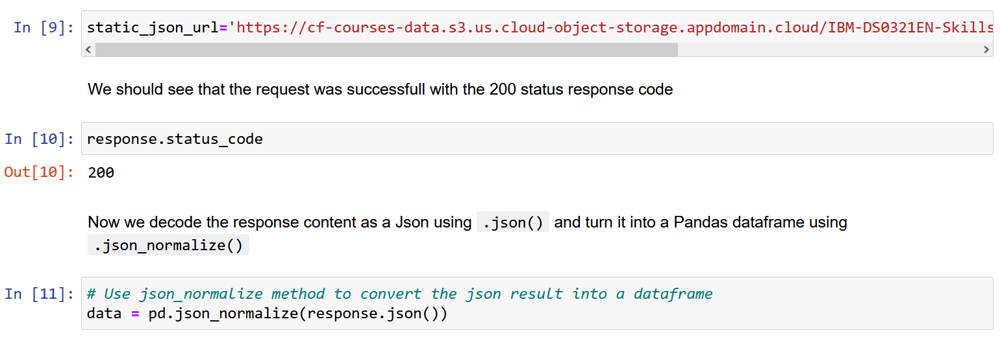 In [9]: static_json_url='https://cf-courses-data.s3.us.cloud-object-storage.appdomain.cloud/IBM-DS0321EN-Skills
We should see that the request was successfull with the 200 status response code
In [10]: response.status_code
Out[10]: 200
Now we decode the response content as a Json using .json() and turn it into a Pandas dataframe using
.json_normalize()
In [11]: # Use json_normalize method to convert the json result into a dataframe
data = pd.json_normalize(response.json())